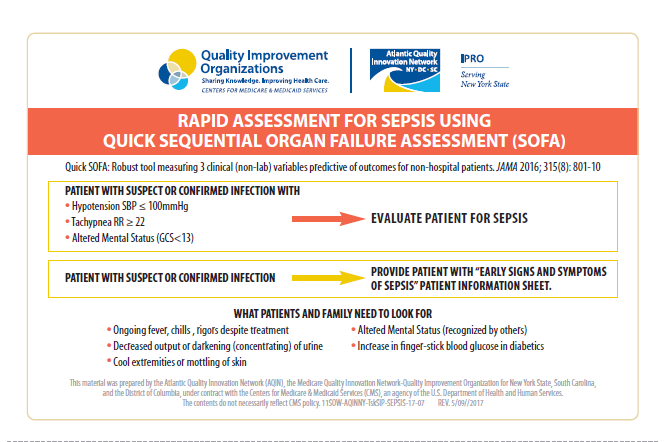 Quality Improvement
Organizations
Sharing Knowledge. Improving Health Care.
CENTERS FOR MEDICARE & MEDICAID SERVICES
Atlantic Quality
Innovation Network
NY • DC • SC
IPRO
Serving
New York State
RAPID ASSESSMENT FOR SEPSIS USING
QUICK SEQUENTIAL ORGAN FAILURE ASSESSMENT (SOFA)
Quick SOFA: Robust tool measuring 3 clinical (non-lab) variables predictive of outcomes for non-hospital patients. JAMA 2016; 315(8): 801-10
PATIENT WITH SUSPECT OR CONFIRMED INFECTION WITH
• Hypotension SBP ≤ 100mmHg
• Tachypnea RR ≥ 22
• Altered Mental Status (GCS<13)
EVALUATE PATIENT FOR SEPSIS
PATIENT WITH SUSPECT OR CONFIRMED INFECTION
PROVIDE PATIENT WITH “EARLY SIGNS AND SYMPTOMS
OF SEPSIS” PATIENT INFORMATION SHEET.
WHAT PATIENTS AND FAMILY NEED TO LOOK FOR
• Ongoing fever, chills , rigors despite treatment
• Decreased output or darkening (concentrating) of urine
• Cool extremities or mottling of skin
• Altered Mental Status (recognized by others)
• Increase in finger-stick blood glucose in diabetics
This material was prepared by the Atlantic Quality Innovation Network (AQIN), the Medicare Quality Innovation Network-Quality Improvement Organization for New York State, South Carolina,
and the District of Columbia, under contract with the Centers for Medicare & Medicaid Services (CMS), an agency of the U.S. Department of Health and Human Services.
The contents do not necessarily reflect CMS policy. 11SOW-AQINNY-TskSIP-SEPSIS-17-07 REV. 5/09//2017